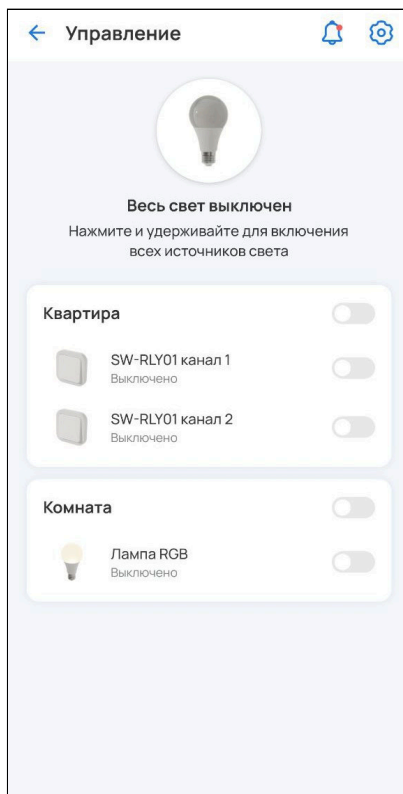 Управление
Весь свет выключен
Нажмите и удерживайте для включения
всех источников света
Квартира
SW-RLY01 канал 1
Выключено
SW-RLY01 канал 2
Выключено
Комната
Лампа RGB
Выключено